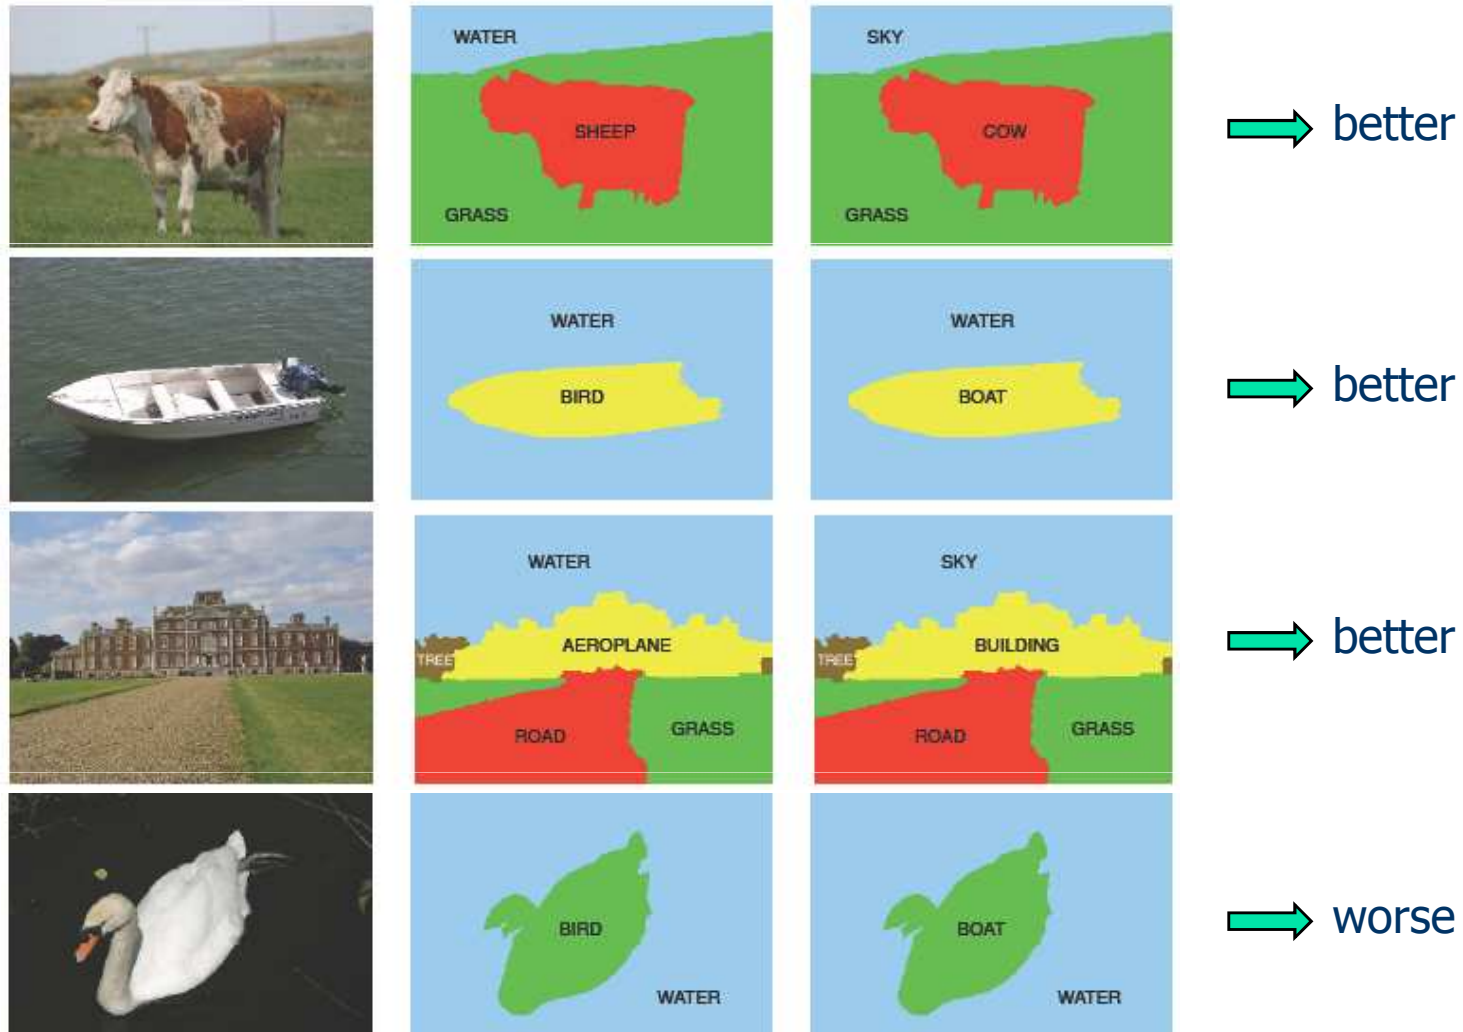 WATER
SKY
SHEEP
COW
better
GRASS
GRASS
WATER
WATER
BIRD
BOAT
better
WATER
SKY
TREE
AEROPLANE
TREE
BUILDING
better
ROAD
GRASS
ROAD
GRASS
BIRD
BOAT
worse
WATER
WATER